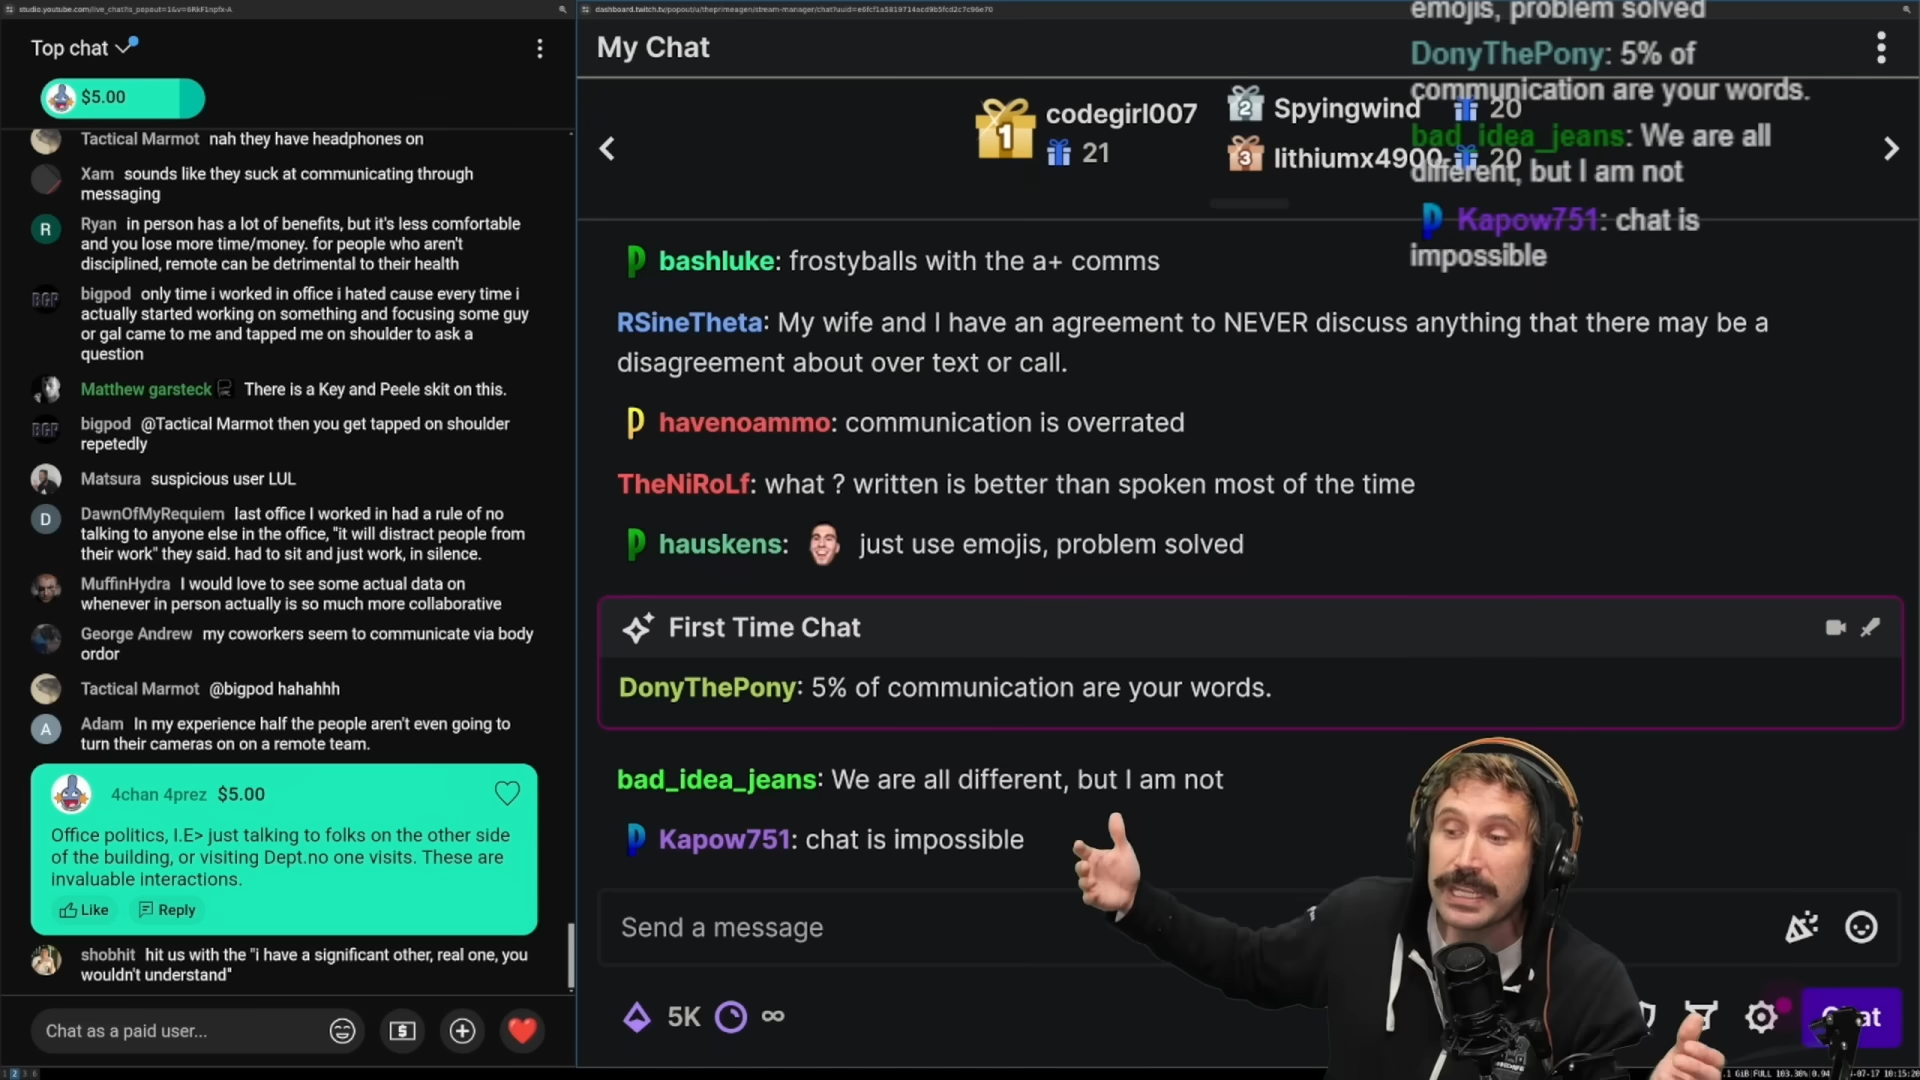 studio.youtube.com/live_chat?is_popout=1&v=6RkF1npfx-A
Top chat
$5.00
Tactical Marmot nah they have headphones on
Xam sounds like they suck at communicating through
messaging
R
Ryan in person has a lot of benefits, but it's less comfortable
and you lose more time/money. for people who aren't
disciplined, remote can be detrimental to their health
BGP
bigpod only time i worked in office i hated cause every time i
actually started working on something and focusing some guy
or gal came to me and tapped me on shoulder to ask a
question
Matthew garsteck There is a Key and Peele skit on this.
BGP
bigpod @Tactical Marmot then you get tapped on shoulder
repetedly
Matsura suspicious user LUL
D
DawnOfMyRequiem last office I worked in had a rule of no
talking to anyone else in the office, "it will distract people from
their work" they said. had to sit and just work, in silence.
MuffinHydra I would love to see some actual data on
whenever in person actually is so much more collaborative
George Andrew my coworkers seem to communicate via body
ordor
Tactical Marmot @bigpod hahahhh
A
Adam In my experience half the people aren't even going to
turn their cameras on on a remote team.
4chan 4prez $5.00
Office politics, I.E> just talking to folks on the other side
of the building, or visiting Dept.no one visits. These are
invaluable interactions.
Like Reply
shobhit hit us with the "i have a significant other, real one, you
wouldn't understand"
Chat as a paid user...
My Chat
1 codegirl007
21
2 Spyingwind 20
3 lithiumx4900 20
bashluke: frostyballs with the a+ comms
RSineTheta: My wife and I have an agreement to NEVER discuss anything that there may be a
disagreement about over text or call.
havenoammo: communication is overrated
TheNiRoLf: what ? written is better than spoken most of the time
hauskens: just use emojis, problem solved
First Time Chat
DonyThePony: 5% of communication are your words.
bad_idea_jeans: We are all different, but I am not
Kapow751: chat is impossible
Send a message
5K ∞
emojis, problem solved
DonyThePony: 5% of
communication are your words.
bad_idea_jeans: We are all
different, but I am not
Kapow751: chat is
impossible